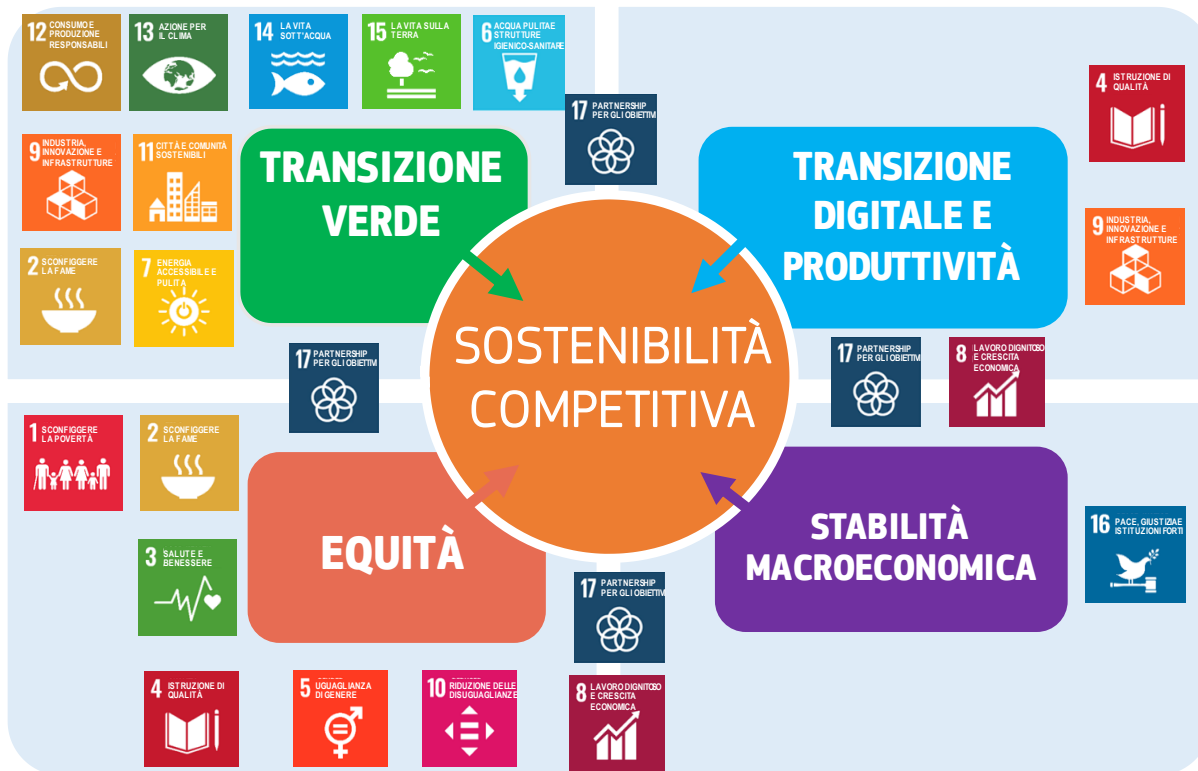 12 CONSUMO E
PRODUZIONE
RESPONSABILI
13 AZIONE PER
IL CLIMA
14 LA VITA
SOTT'ACQUA
15 LA VITA SULLA
TERRA
6 ACQUA PULITA E
STRUTTURE
IGIENICO-SANITARE
17 PARTNERSHIP
PER GLI OBIETTIVI
4 ISTRUZIONE DI
QUALITÀ
9 INDUSTRIA,
INNOVAZIONE E
INFRASTRUTTURE
11 CITTÀ E COMUNITÀ
SOSTENIBILI
TRANSIZIONE
VERDE
TRANSIZIONE
DIGITALE E
PRODUTTIVITÀ
9 INDUSTRIA,
INNOVAZIONE E
INFRASTRUTTURE
2 SCONFIGGERE
LA FAME
7 ENERGIA
ACCESSIBILE E
PULITA
SOSTENIBILITÀ
COMPETITIVA
17 PARTNERSHIP
PER GLI OBIETTIVI
17 PARTNERSHIP
PER GLI OBIETTIVI
8 LAVORO DIGNITOSO
E CRESCITA
ECONOMICA
1 SCONFIGGERE
LA POVERTÀ
2 SCONFIGGERE
LA FAME
3 SALUTE E
BENESSERE
EQUITÀ
STABILITÀ
MACROECONOMICA
16 PACE, GIUSTIZIA E
ISTITUZIONI FORTI
17 PARTNERSHIP
PER GLI OBIETTIVI
4 ISTRUZIONE DI
QUALITÀ
5 UGUAGLIANZA
DI GENERE
10 RIDUZIONE DELLE
DISUGUAGLIANZE
8 LAVORO DIGNITOSO
E CRESCITA
ECONOMICA